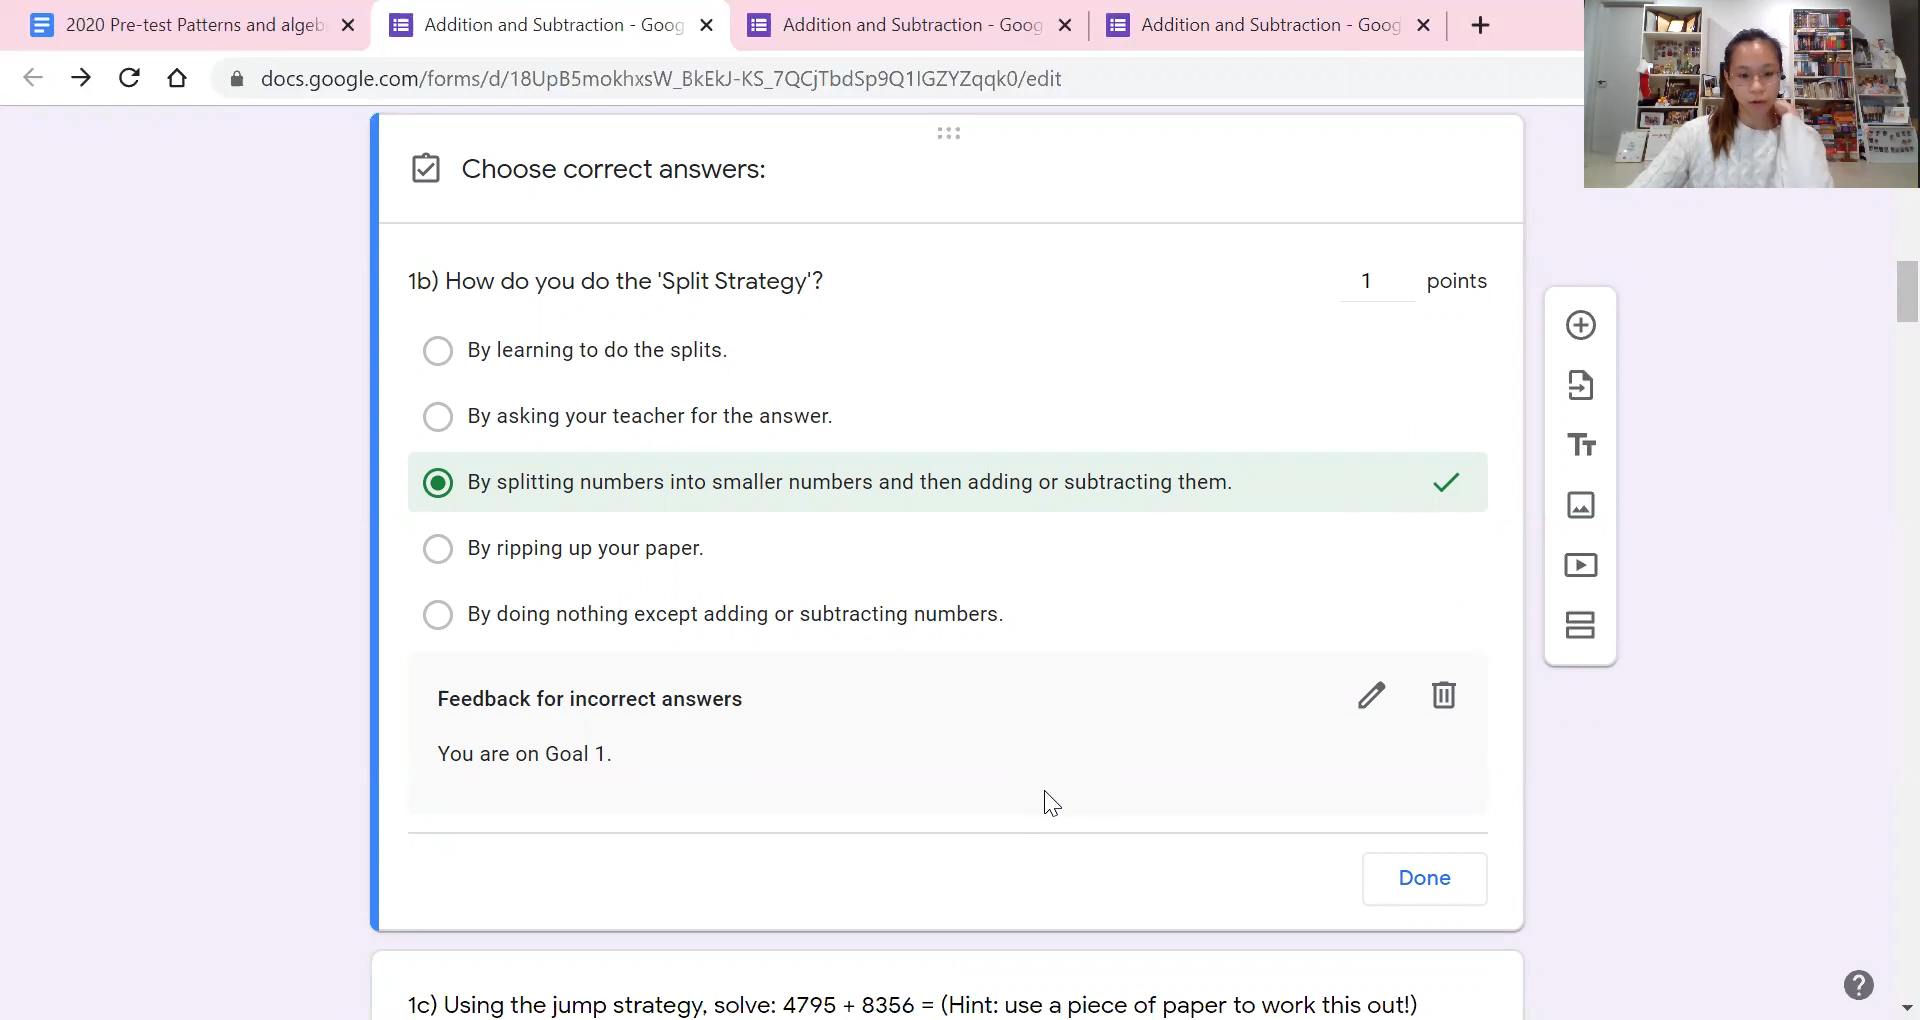 2020 Pre-test Patterns and algeb
Addition and Subtraction - Goog
Addition and Subtraction - Goog
Addition and Subtraction - Goog
docs.google.com/forms/d/18UpB5mokhxsW_BkEkJ-KS_7QCjTbdSp9Q1IGZYZqqk0/edit
Choose correct answers:
1b) How do you do the 'Split Strategy'?
1 points
By learning to do the splits.
By asking your teacher for the answer.
By splitting numbers into smaller numbers and then adding or subtracting them.
By ripping up your paper.
By doing nothing except adding or subtracting numbers.
Feedback for incorrect answers
You are on Goal 1.
Done
1c) Using the jump strategy, solve: 4795 + 8356 = (Hint: use a piece of paper to work this out!)